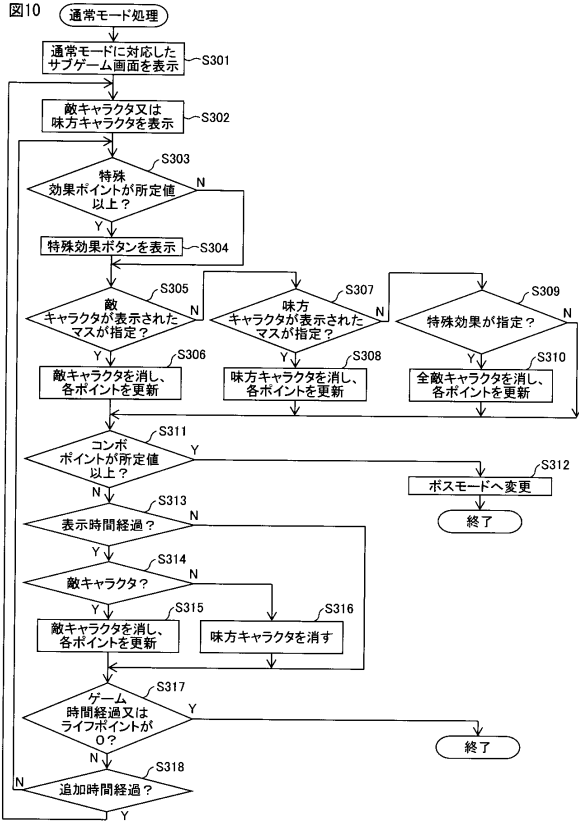 図10
通常モード処理
通常モードに対応した
サブゲーム画面を表示
S301
敵キャラクタ又は
味方キャラクタを表示
S302
S303
特殊
効果ポイントが所定値
以上?
N
Y
特殊効果ボタンを表示
S304
S305
敵
キャラクタが表示された
マスが指定?
N
Y
S307
味方
キャラクタが表示された
マスが指定?
N
Y
S309
特殊効果が指定?
N
Y
S306
敵キャラクタを消し、
各ポイントを更新
S308
味方キャラクタを消し、
各ポイントを更新
S310
全敵キャラクタを消し、
各ポイントを更新
S311
コンボ
ポイントが所定値
以上?
Y
N
S312
ボスモードへ変更
終了
S313
表示時間経過?
N
Y
S314
敵キャラクタ?
N
Y
S315
敵キャラクタを消し、
各ポイントを更新
S316
味方キャラクタを消す
S317
ゲーム
時間経過又は
ライフポイントが
0?
Y
N
終了
S318
追加時間経過?
N
Y